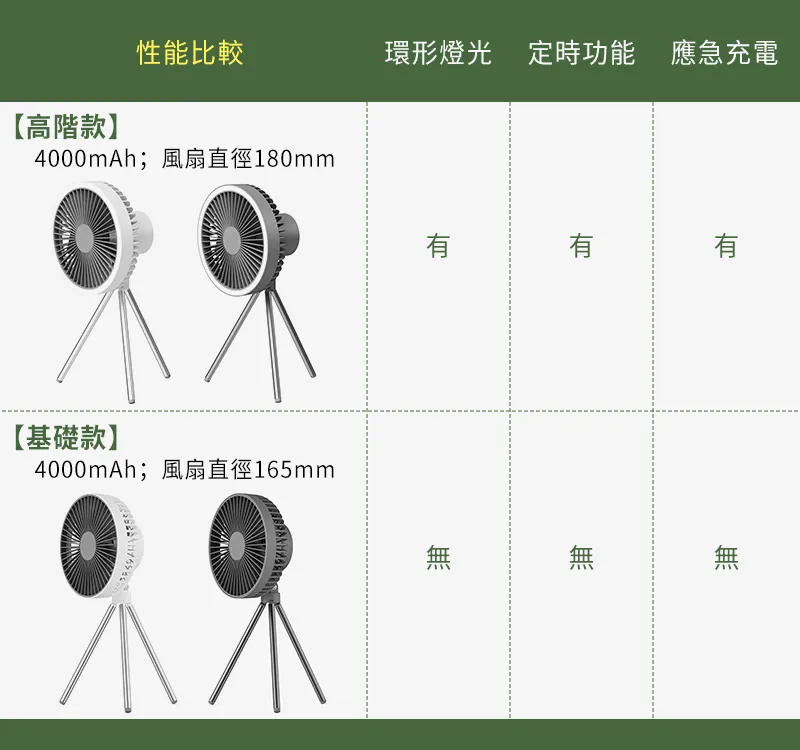 性能比較 環形燈光 定時功能 應急充電
【高階款】
4000mAh；風扇直徑180mm
有 有 有
【基礎款】
4000mAh；風扇直徑165mm
無 無 無